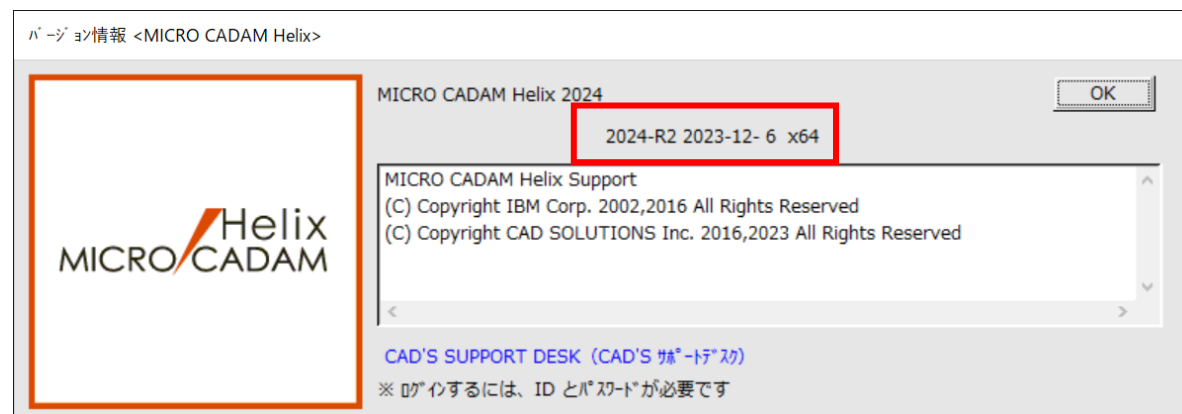 ﾊﾞｰｼﾞｮﾝ情報 <MICRO CADAM Helix>
MICRO CADAM Helix 2024
OK
2024-R2 2023-12- 6 x64
MICRO CADAM Helix Support
(C) Copyright IBM Corp. 2002,2016 All Rights Reserved
(C) Copyright CAD SOLUTIONS Inc. 2016,2023 All Rights Reserved
Helix
MICRO CADAM
CAD'S SUPPORT DESK（CAD'S ｻﾎﾟｰﾄﾃﾞｽｸ)
※ ﾛｸﾞｲﾝするには、ID とﾊﾟｽﾜｰﾄﾞが必要です